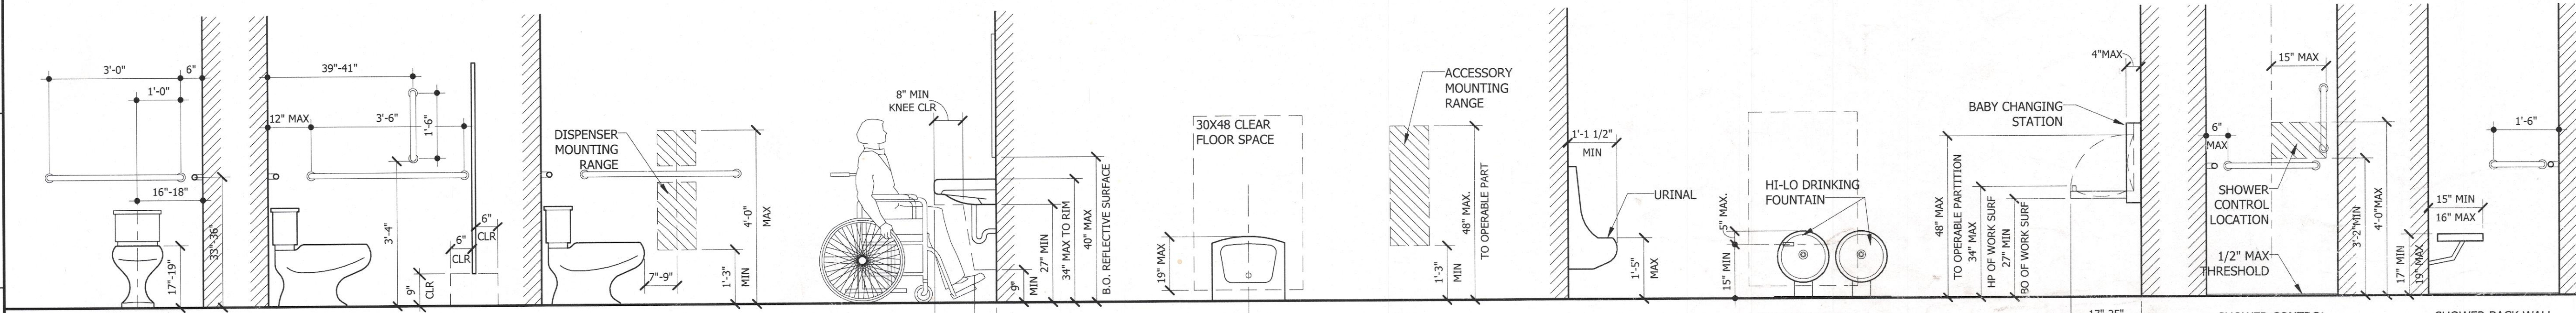 3'-0"
6"
1'-0"
16"-18"
17"-19"
33"-36"
39"-41"
12" MAX
3'-6"
1'-6"
3'-4"
6"
CLR
6"
CLR
9"
CLR
DISPENSER
MOUNTING
RANGE
7"-9"
4'-0"
MAX
1'-3"
MIN
8" MIN
KNEE CLR
9"
MIN
27" MIN
34" MAX TO RIM
40" MAX
B.O. REFLECTIVE SURFACE
30X48 CLEAR
FLOOR SPACE
19" MAX
ACCESSORY
MOUNTING
RANGE
1'-3"
MIN
48" MAX.
TO OPERABLE PART
1'-1 1/2"
MIN
URINAL
1'-5"
MAX
5" MAX.
15" MIN
HI-LO DRINKING
FOUNTAIN
4"MAX
BABY CHANGING
STATION
48" MAX
TO OPERABLE PARTITION
34" MAX
HP OF WORK SURF
27" MIN
BO OF WORK SURF
15" MAX
6"
MAX
SHOWER
CONTROL
LOCATION
1/2" MAX
THRESHOLD
3'-2"MIN
4'-0"MAX
1'-6"
15" MIN
16" MAX
17" MIN
19" MAX